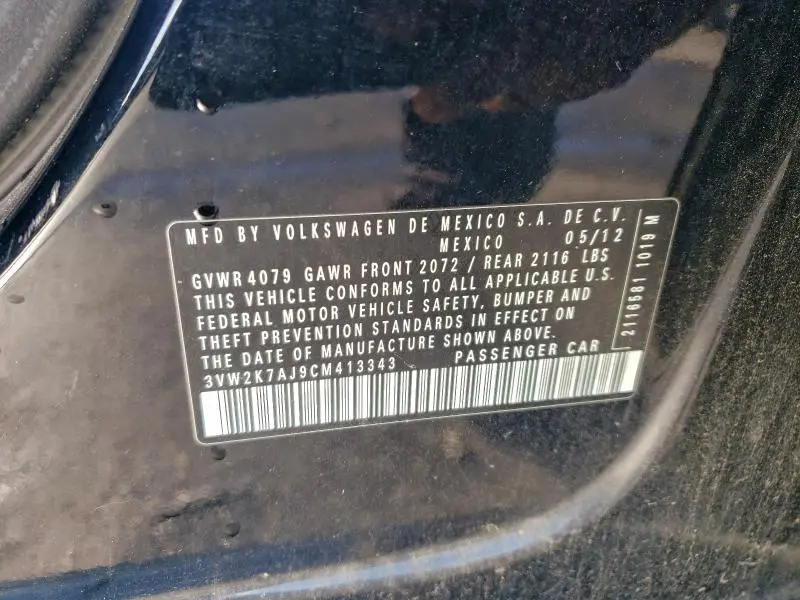 MFD BY VOLKSWAGEN DE MEXICO S.A. DE C.V.
MEXICO 05/12
GVWR 4079 GAWR FRONT 2072 / REAR 2116 LBS
THIS VEHICLE CONFORMS TO ALL APPLICABLE U.S.
FEDERAL MOTOR VEHICLE SAFETY, BUMPER AND
THEFT PREVENTION STANDARDS IN EFFECT ON
THE DATE OF MANUFACTURE SHOWN ABOVE.
3VW2K7AJ9CM413343 PASSENGER CAR
2116581 1019 M